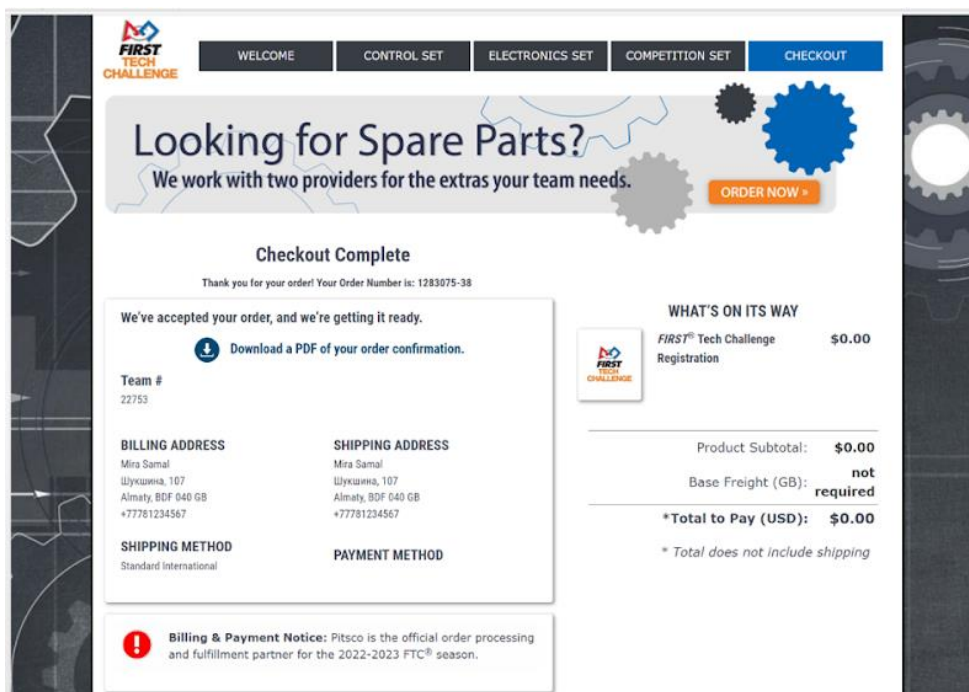 FIRST
TECH
CHALLENGE
WELCOME
CONTROL SET
ELECTRONICS SET
COMPETITION SET
CHECKOUT
Looking for Spare Parts?
We work with two providers for the extras your team needs.
ORDER NOW »
Checkout Complete
Thank you for your order! Your Order Number is: 1283075-38
We've accepted your order, and we're getting it ready.
Download a PDF of your order confirmation.
Team #
22753
BILLING ADDRESS
Mira Samal
Шукшина, 107
Almaty, BDF 040 GB
+77781234567
SHIPPING ADDRESS
Mira Samal
Шукшина, 107
Almaty, BDF 040 GB
+77781234567
SHIPPING METHOD
Standard International
PAYMENT METHOD
Billing & Payment Notice: Pitsco is the official order processing
and fulfillment partner for the 2022-2023 FTC® season.
WHAT'S ON ITS WAY
FIRST
TECH
CHALLENGE
FIRST® Tech Challenge $0.00
Registration
Product Subtotal: $0.00
Base Freight (GB): not
required
*Total to Pay (USD): $0.00
* Total does not include shipping